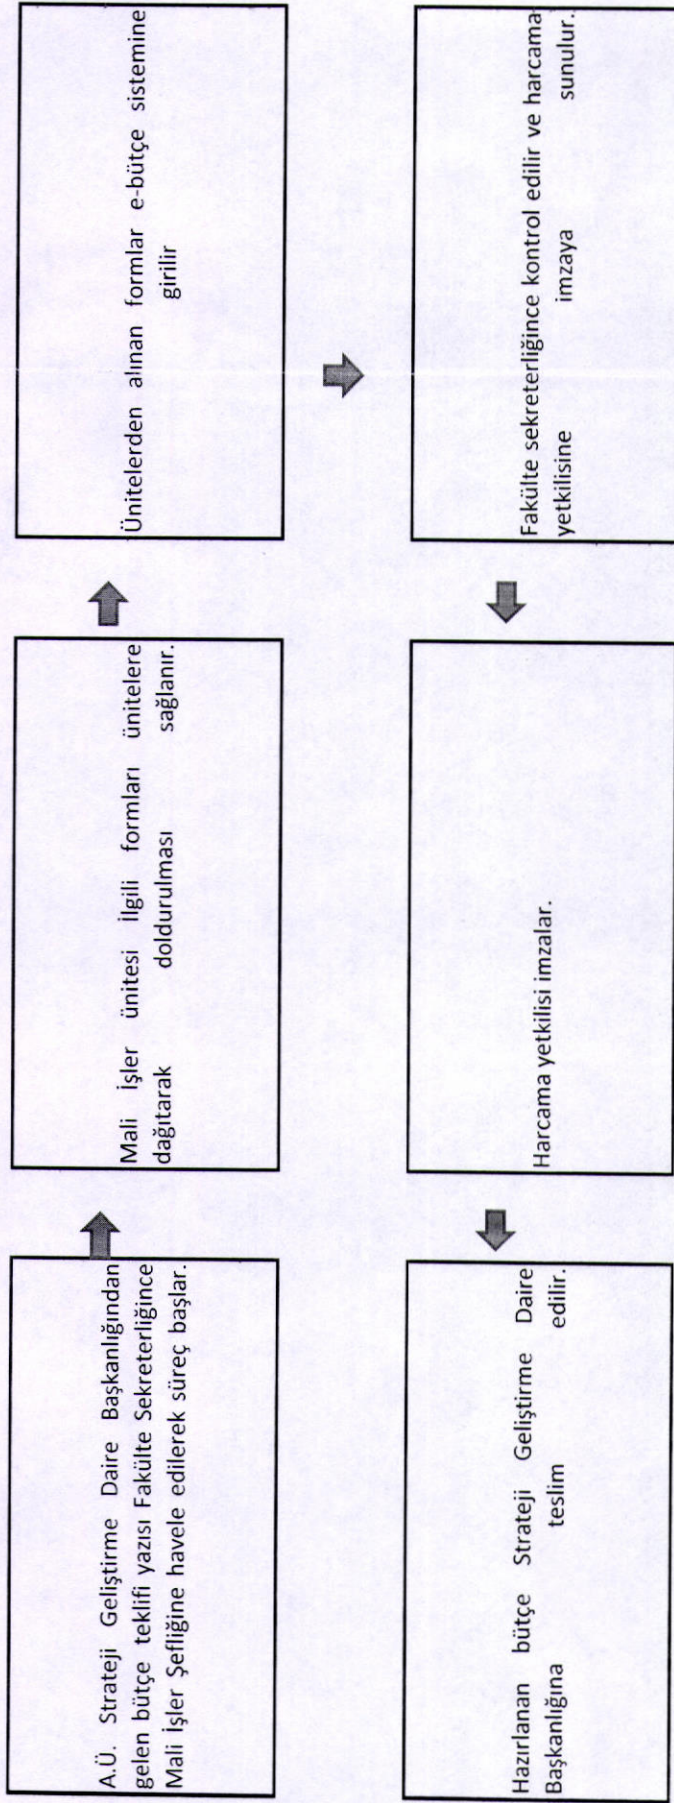 A.Ü. Strateji Geliştirme Daire Başkanlığından
gelen bütçe teklifi yazısı Fakülte Sekreterliğince
Mali İşler Şefliğine havele edilerek süreç başlar.
Mali İşler ünitesi ilgili formları ünitelere
dağıtarak doldurulması sağlanır.
Ünitelerden alınan formlar e-bütçe sistemine
girilir
Fakülte sekreterliğince kontrol edilir ve harcama
yetkilisine imzaya sunulur.
Harcama yetkilisi imzalar.
Hazırlanan bütçe Strateji Geliştirme Daire
Başkanlığına teslim edilir.